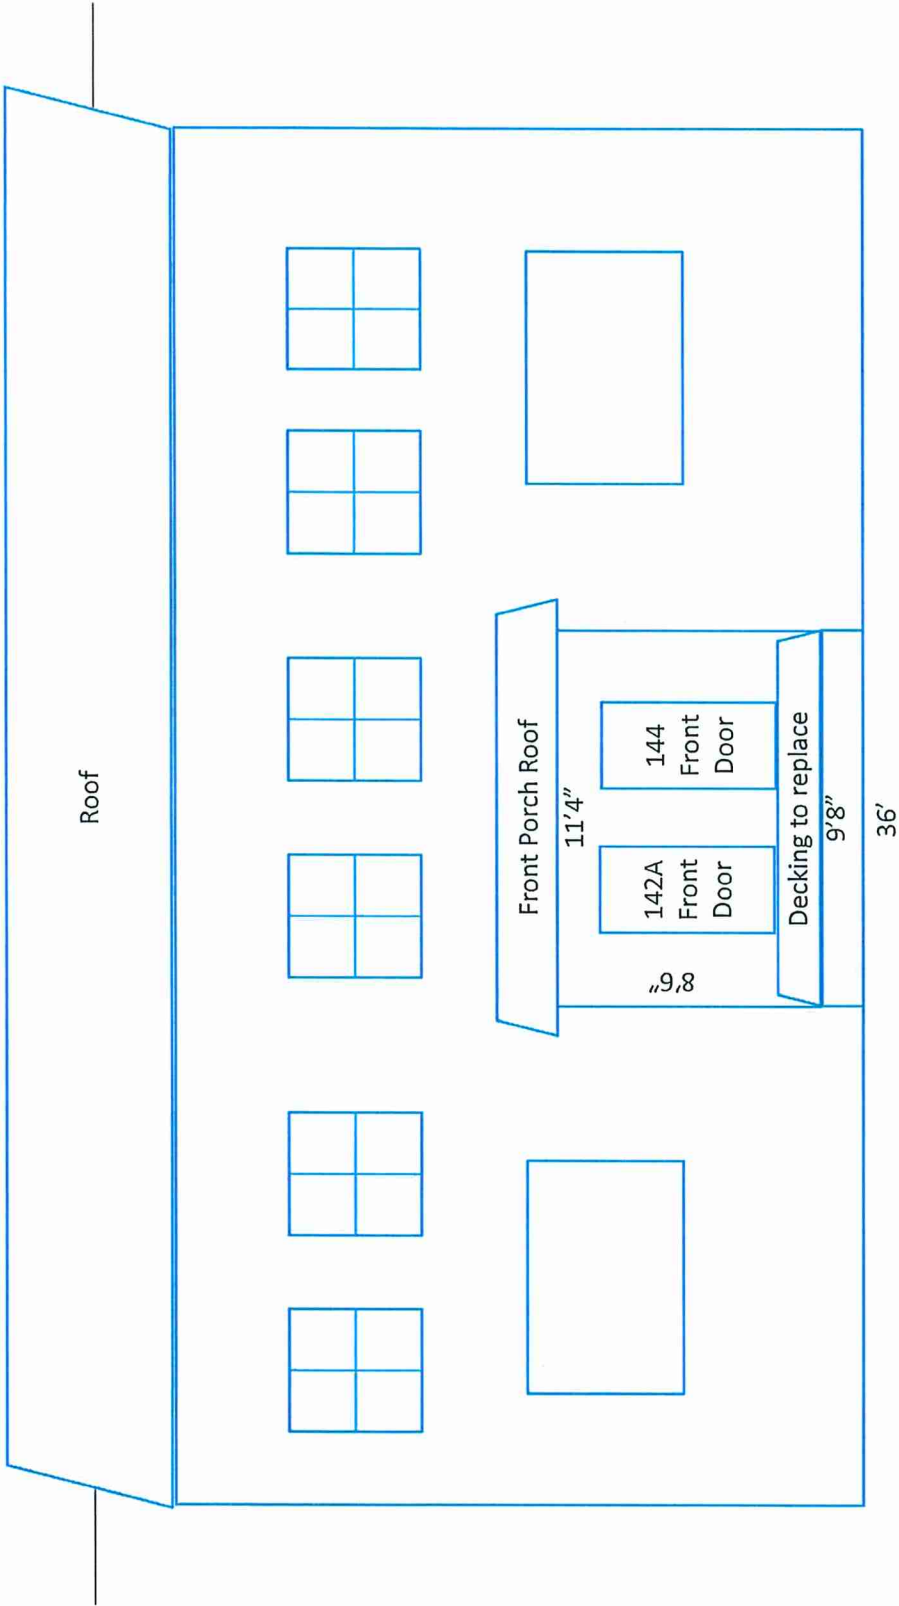 Roof
Front Porch Roof
11’4”
8’6”
142A
Front
Door
144
Front
Door
Decking to replace
9’8”
36’